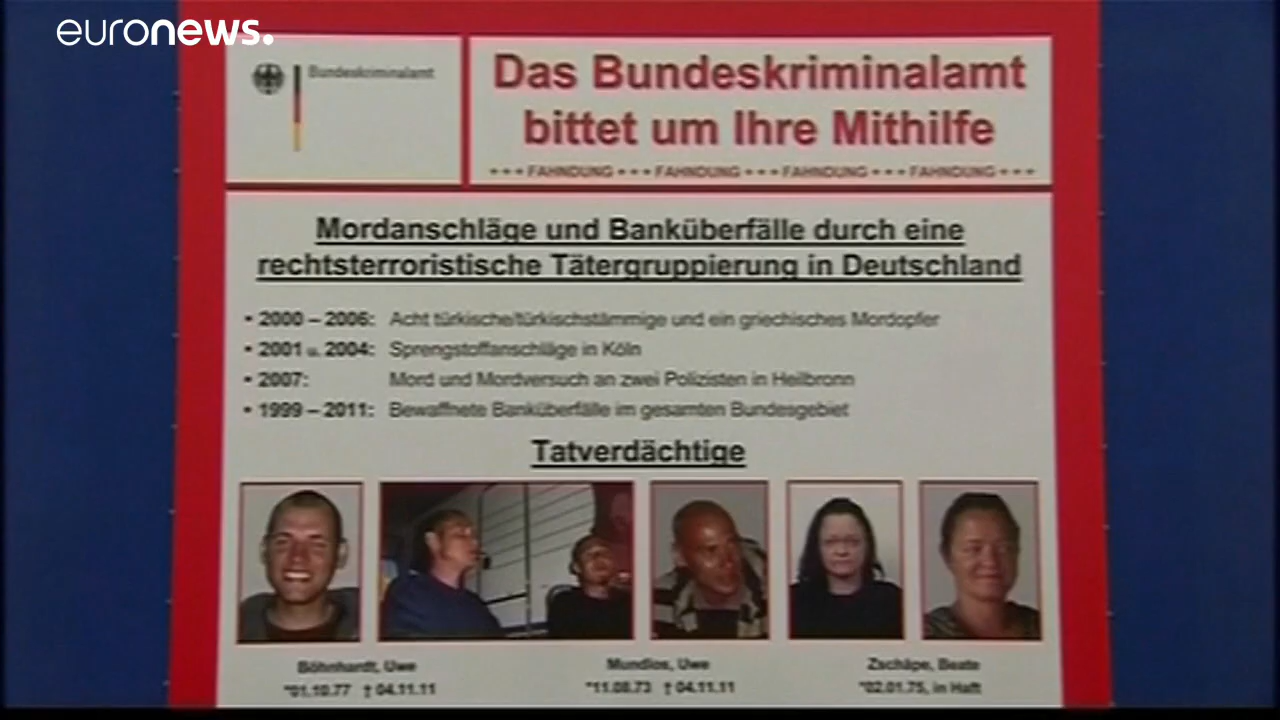 euronews.
Bundeskriminalamt
Das Bundeskriminalamt
bittet um Ihre Mithilfe
+++ FAHNDUNG +++ FAHNDUNG +++ FAHNDUNG +++ FAHNDUNG +++
Mordanschläge und Banküberfälle durch eine
rechtsterroristische Tätergruppierung in Deutschland
• 2000 – 2006: Acht türkische/türkischstämmige und ein griechisches Mordopfer
• 2001 u. 2004: Sprengstoffanschläge in Köln
• 2007: Mord und Mordversuch an zwei Polizisten in Heilbronn
• 1999 – 2011: Bewaffnete Banküberfälle im gesamten Bundesgebiet
Tatverdächtige
Böhnhardt, Uwe Mundlos, Uwe Zschäpe, Beate
*01.10.77 † 04.11.11 *11.08.73 † 04.11.11 *02.01.75, in Haft